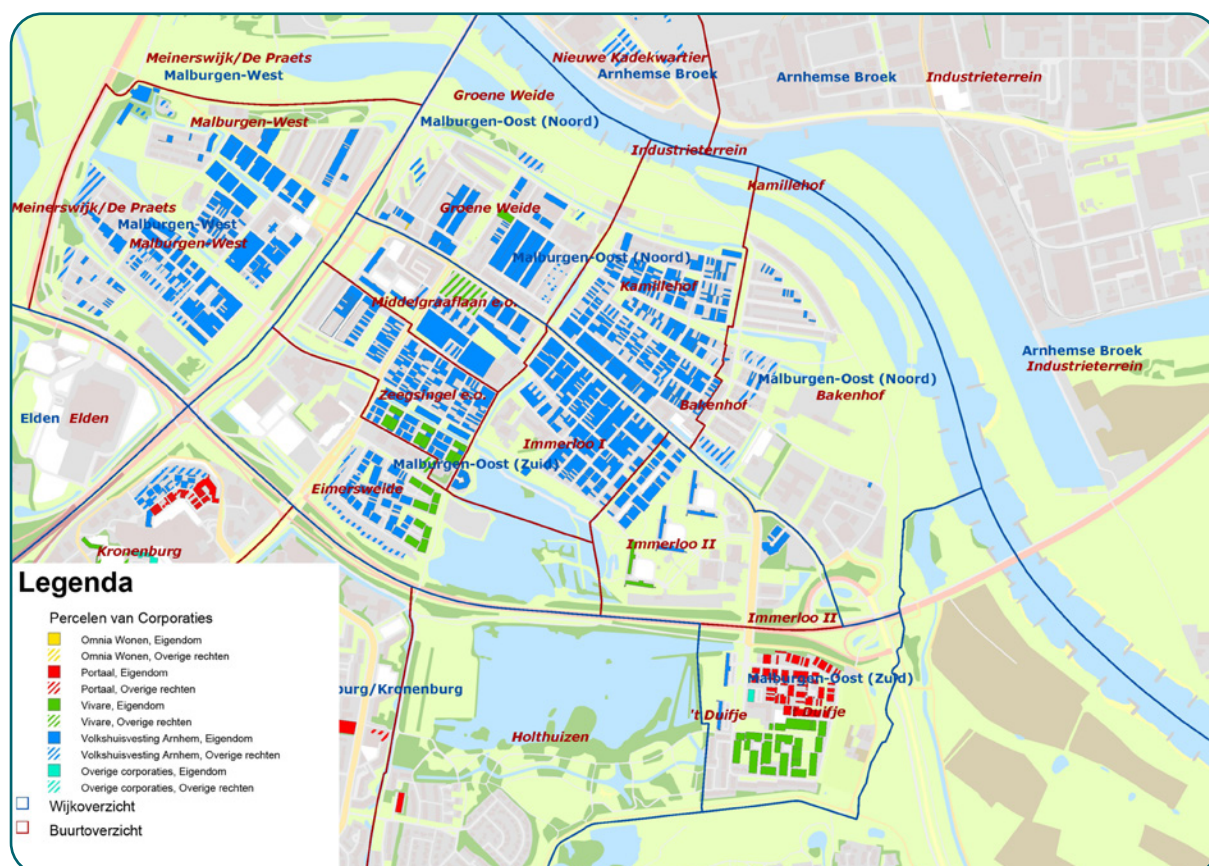 Meinerswijk/De Praets
Malburgen-West
Nieuwe Kadekwartier
Arnhemse Broek
Arnhemse Broek
Industrieterrein
Groene Weide
Malburgen-Oost (Noord)
Malburgen-West
Industrieterrein
Kamillehof
Meinerswijk/De Praets
Malburgen-West
Malburgen-West
Groene Weide
Malburgen-Oost (Noord)
Kamillehof
Middelgraaflaan e.o.
Arnhemse Broek
Industrieterrein
Malburgen-Oost (Noord)
Bakenhof
Zeegsingel e.o.
Bakenhof
Elden
Elden
Immerloo I
Malburgen-Oost (Zuid)
Eimersweide
Kronenburg
Immerloo II
Immerloo II
Malburgen-Oost (Zuid)
burg/Kronenburg
't Duifje
't Duifje
Holthuizen
Legenda
Percelen van Corporaties
Omnia Wonen, Eigendom
Omnia Wonen, Overige rechten
Portaal, Eigendom
Portaal, Overige rechten
Vivare, Eigendom
Vivare, Overige rechten
Volkshuisvesting Arnhem, Eigendom
Volkshuisvesting Arnhem, Overige rechten
Overige corporaties, Eigendom
Overige corporaties, Overige rechten
Wijkoverzicht
Buurtoverzicht